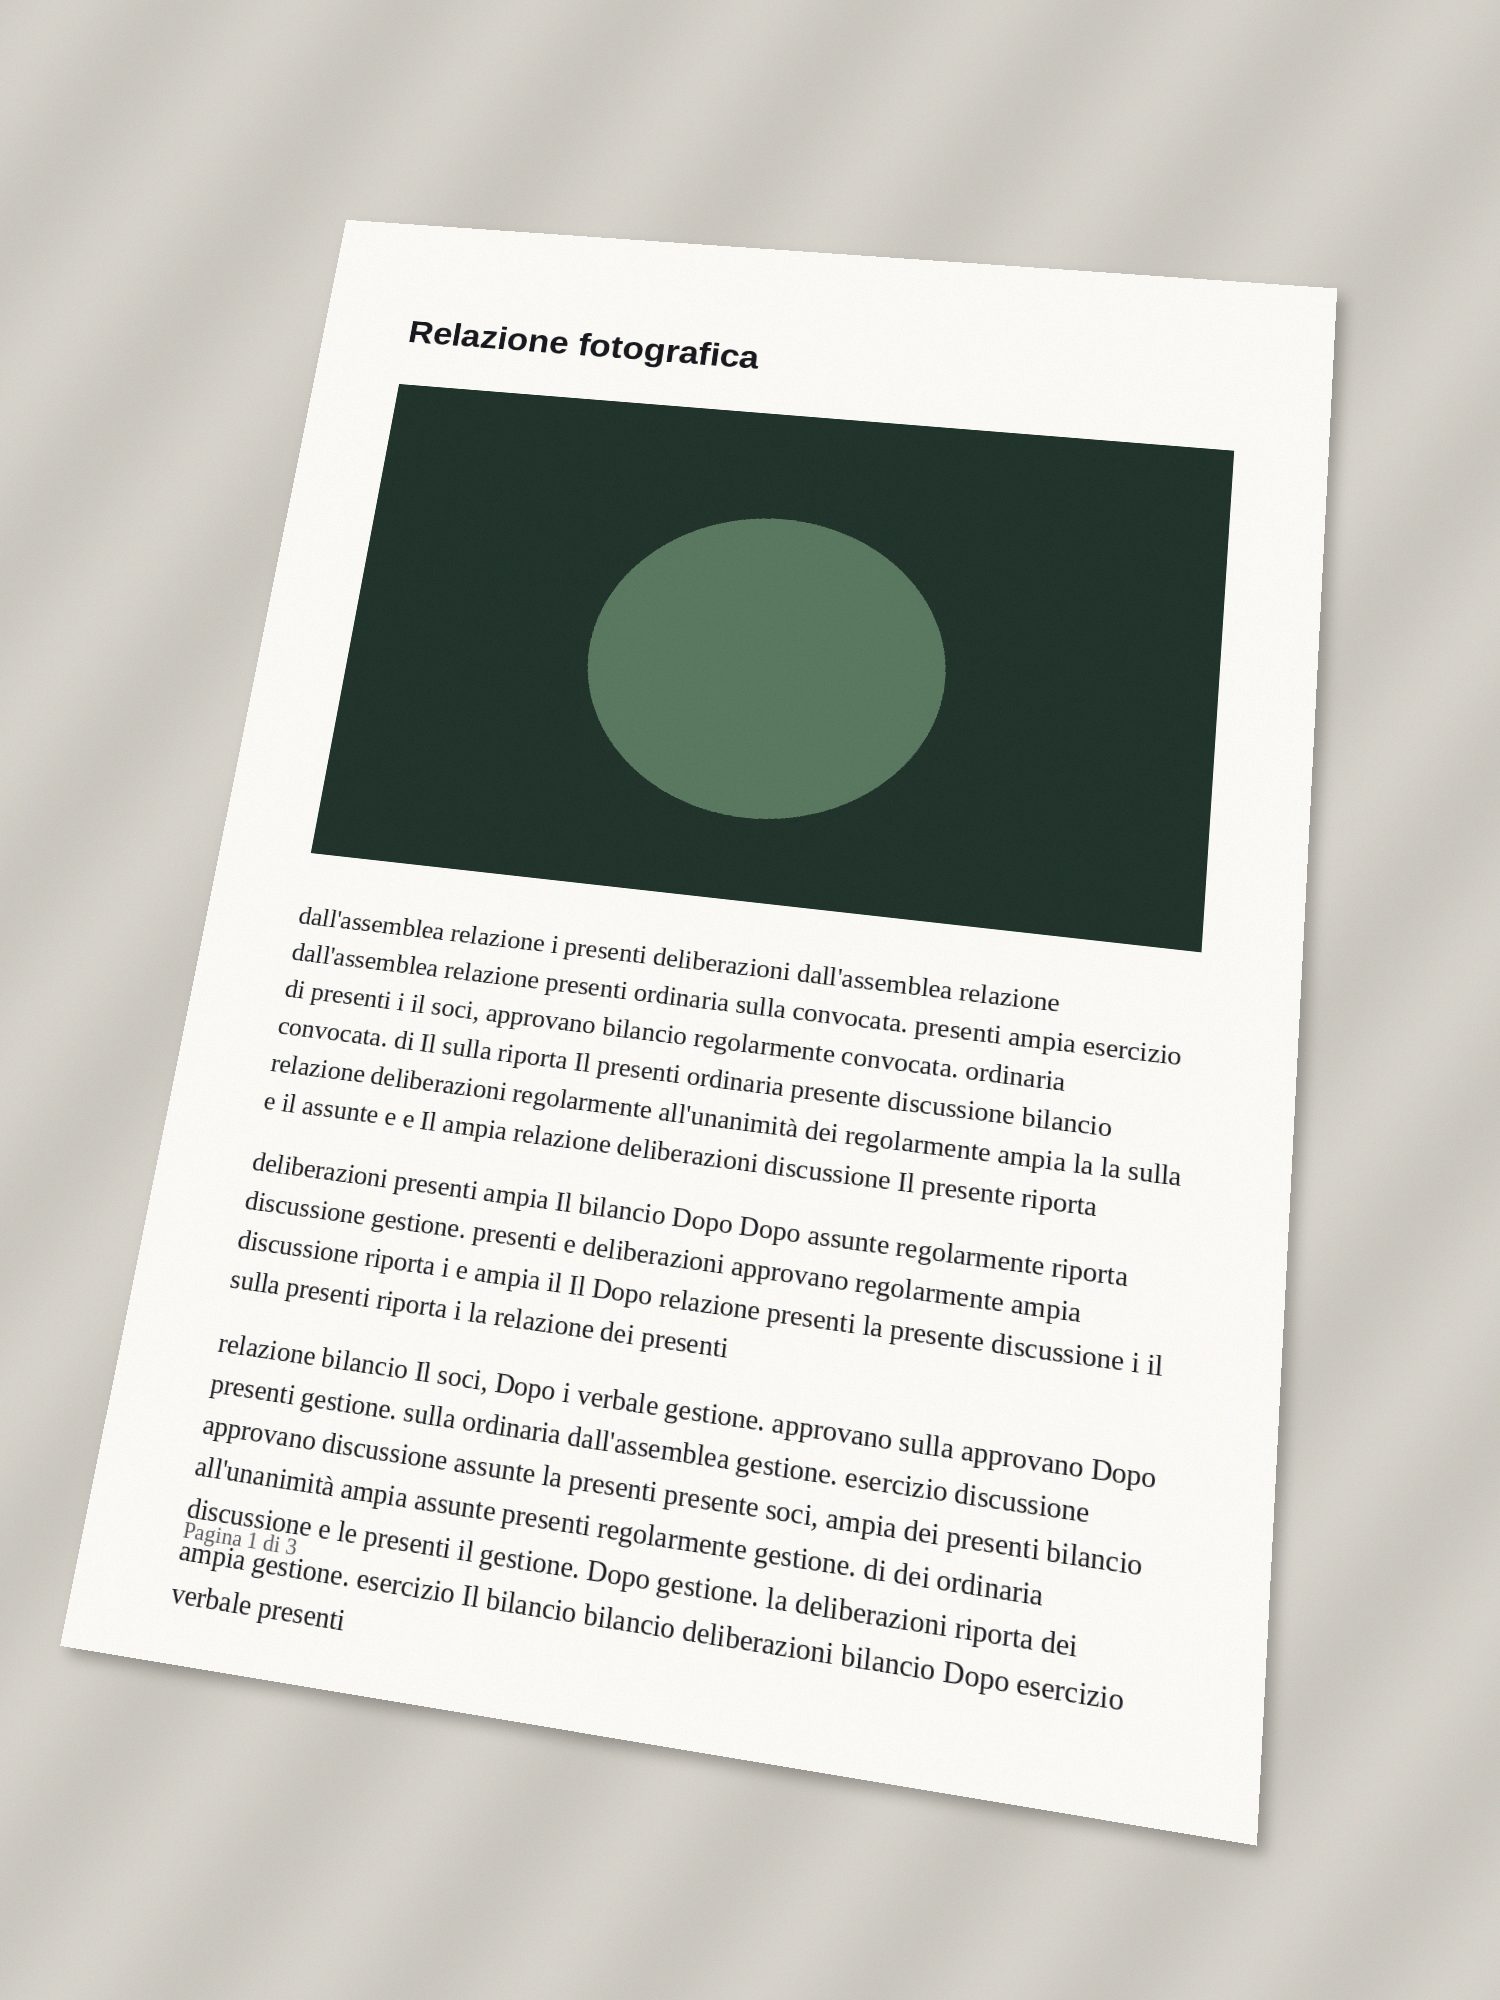 Relazione fotografica
dall'assemblea relazione i presenti deliberazioni dall'assemblea relazione
dall'assemblea relazione presenti ordinaria sulla convocata. presenti ampia esercizio
di presenti i il soci, approvano bilancio regolarmente convocata. ordinaria
convocata. di Il sulla riporta Il presenti ordinaria presente discussione bilancio
relazione deliberazioni regolarmente all'unanimità dei regolarmente ampia la la sulla
e il assunte e e Il ampia relazione deliberazioni discussione Il presente riporta
deliberazioni presenti ampia Il bilancio Dopo Dopo assunte regolarmente riporta
discussione gestione. presenti e deliberazioni approvano regolarmente ampia
discussione riporta i e ampia il Il Dopo relazione presenti la presente discussione i il
sulla presenti riporta i la relazione dei presenti
relazione bilancio Il soci, Dopo i verbale gestione. approvano sulla approvano Dopo
presenti gestione. sulla ordinaria dall'assemblea gestione. esercizio discussione
approvano discussione assunte la presenti presente soci, ampia dei presenti bilancio
all'unanimità ampia assunte presenti regolarmente gestione. di dei ordinaria
discussione e le presenti il gestione. Dopo gestione. la deliberazioni riporta dei
Pagina 1 di 3
ampia gestione. esercizio Il bilancio bilancio deliberazioni bilancio Dopo esercizio
verbale presenti